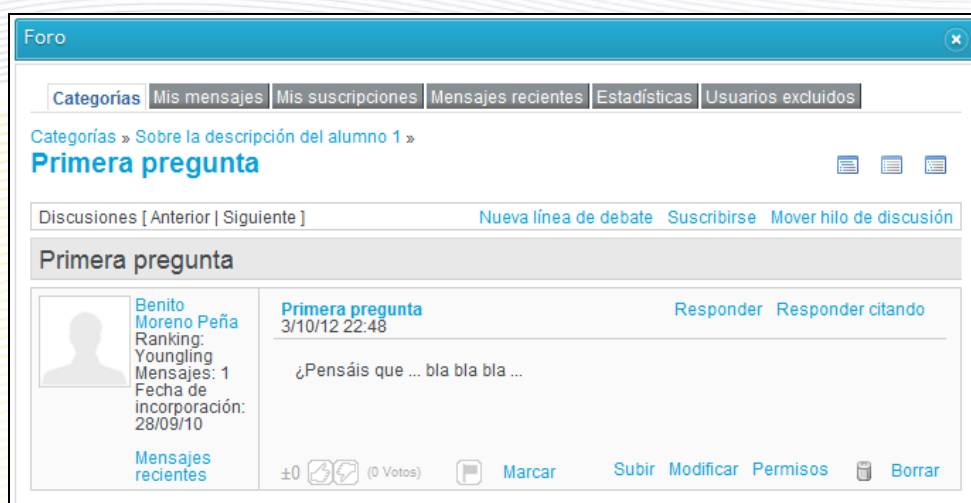 Foro
Categorías Mis mensajes Mis suscripciones Mensajes recientes Estadísticas Usuarios excluidos
Categorías » Sobre la descripción del alumno 1 »
Primera pregunta
Discusiones [ Anterior | Siguiente ] Nueva línea de debate Suscribirse Mover hilo de discusión
Primera pregunta
Benito
Moreno Peña
Ranking:
Youngling
Mensajes: 1
Fecha de
incorporación:
28/09/10
Mensajes
recientes
Primera pregunta Responder Responder citando
3/10/12 22:48
¿Pensáis que ... bla bla bla ...
±0 (0 Votos) Marcar Subir Modificar Permisos Borrar